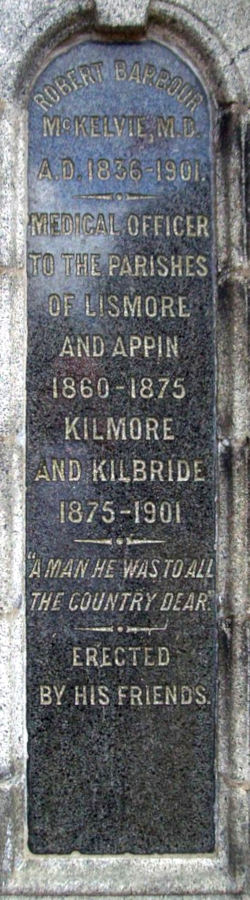 ROBERT BARBOUR
McKELVIE, M.D.
A.D. 1836-1901.
MEDICAL OFFICER
TO THE PARISHES
OF LISMORE
AND APPIN
1860-1875
KILMORE
AND KILBRIDE
1875-1901
"A MAN HE WAS TO ALL
THE COUNTRY DEAR."
ERECTED
BY HIS FRIENDS.